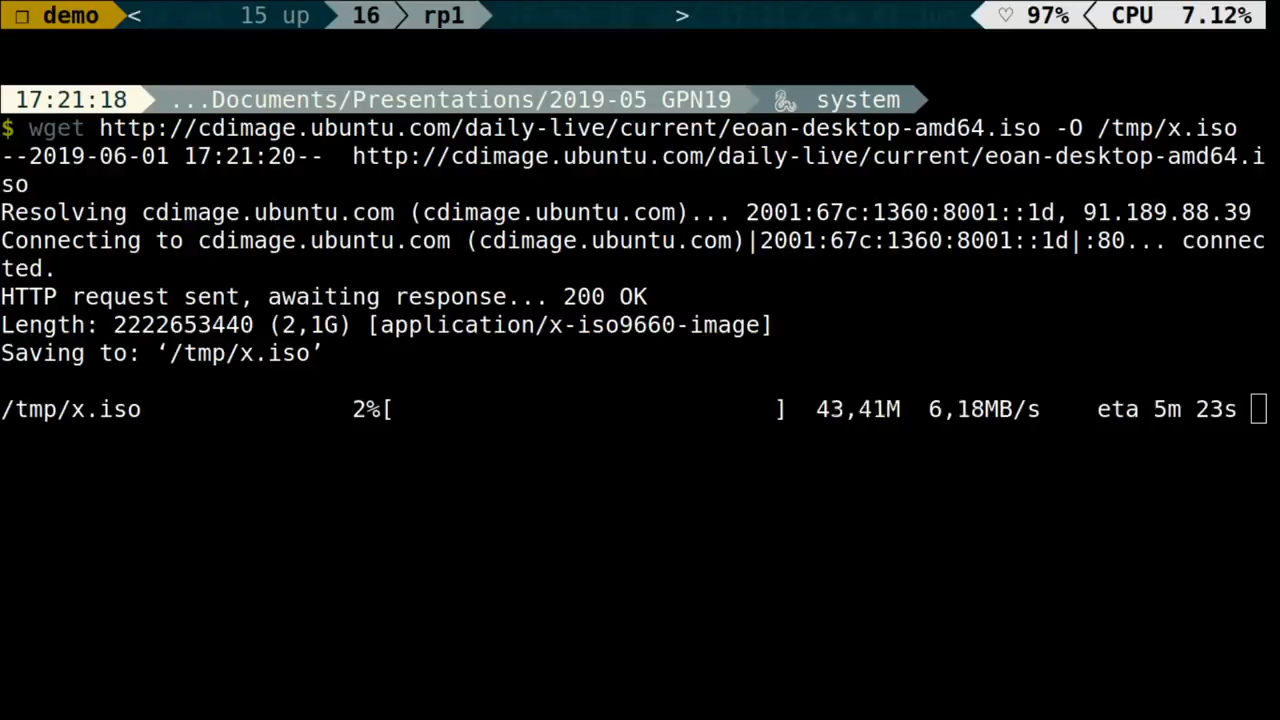 ❐ demo < 15 up 16 rp1 > ♡ 97% CPU 7.12%
17:21:18 ...Documents/Presentations/2019-05 GPN19 system
$ wget http://cdimage.ubuntu.com/daily-live/current/eoan-desktop-amd64.iso -O /tmp/x.iso
--2019-06-01 17:21:20--  http://cdimage.ubuntu.com/daily-live/current/eoan-desktop-amd64.i
so
Resolving cdimage.ubuntu.com (cdimage.ubuntu.com)... 2001:67c:1360:8001::1d, 91.189.88.39
Connecting to cdimage.ubuntu.com (cdimage.ubuntu.com)|2001:67c:1360:8001::1d|:80... connec
ted.
HTTP request sent, awaiting response... 200 OK
Length: 2222653440 (2,1G) [application/x-iso9660-image]
Saving to: ‘/tmp/x.iso’
/tmp/x.iso 2%[ ] 43,41M 6,18MB/s eta 5m 23s